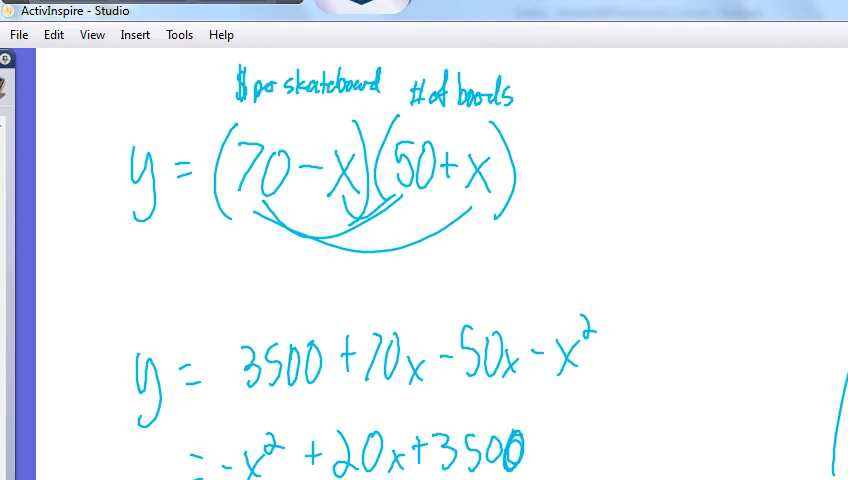 ActivInspire - Studio
File Edit View Insert Tools Help
$ per skateboard # of boards
y = (70 - x)(50 + x)
y = 3500 + 70x - 50x - x²
= -x² + 20x + 3500